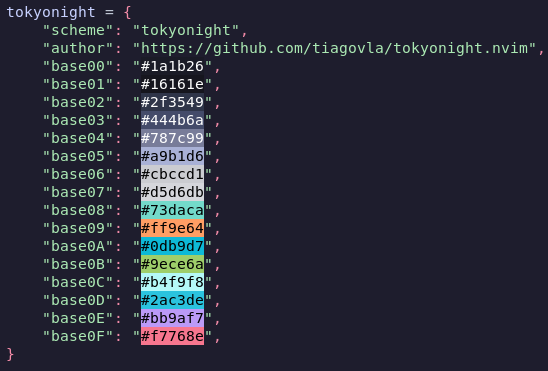 tokyonight = {
    "scheme": "tokyonight",
    "author": "https://github.com/tiagovla/tokyonight.nvim",
    "base00": "#1a1b26",
    "base01": "#16161e",
    "base02": "#2f3549",
    "base03": "#444b6a",
    "base04": "#787c99",
    "base05": "#a9b1d6",
    "base06": "#cbccd1",
    "base07": "#d5d6db",
    "base08": "#73daca",
    "base09": "#ff9e64",
    "base0A": "#0db9d7",
    "base0B": "#9ece6a",
    "base0C": "#b4f9f8",
    "base0D": "#2ac3de",
    "base0E": "#bb9af7",
    "base0F": "#f7768e",
}